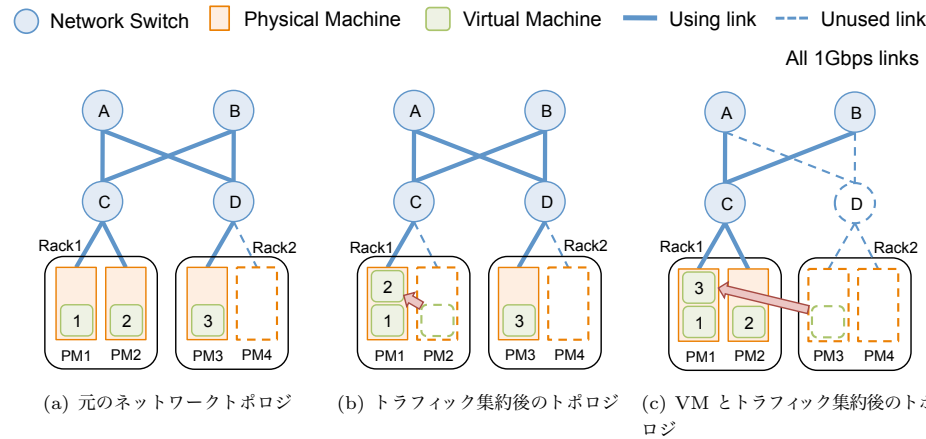 Network Switch Physical Machine Virtual Machine Using link Unused link
All 1Gbps links
A B A B A B
C D C D C D
Rack1 Rack2 Rack1 Rack2 Rack1 Rack2
2 3
1 2 3 1 3 1 2
PM1 PM2 PM3 PM4 PM1 PM2 PM3 PM4 PM1 PM2 PM3 PM4
(a) 元のネットワークトポロジ (b) トラフィック集約後のトポロジ (c) VM とトラフィック集約後のトポ
ロジ